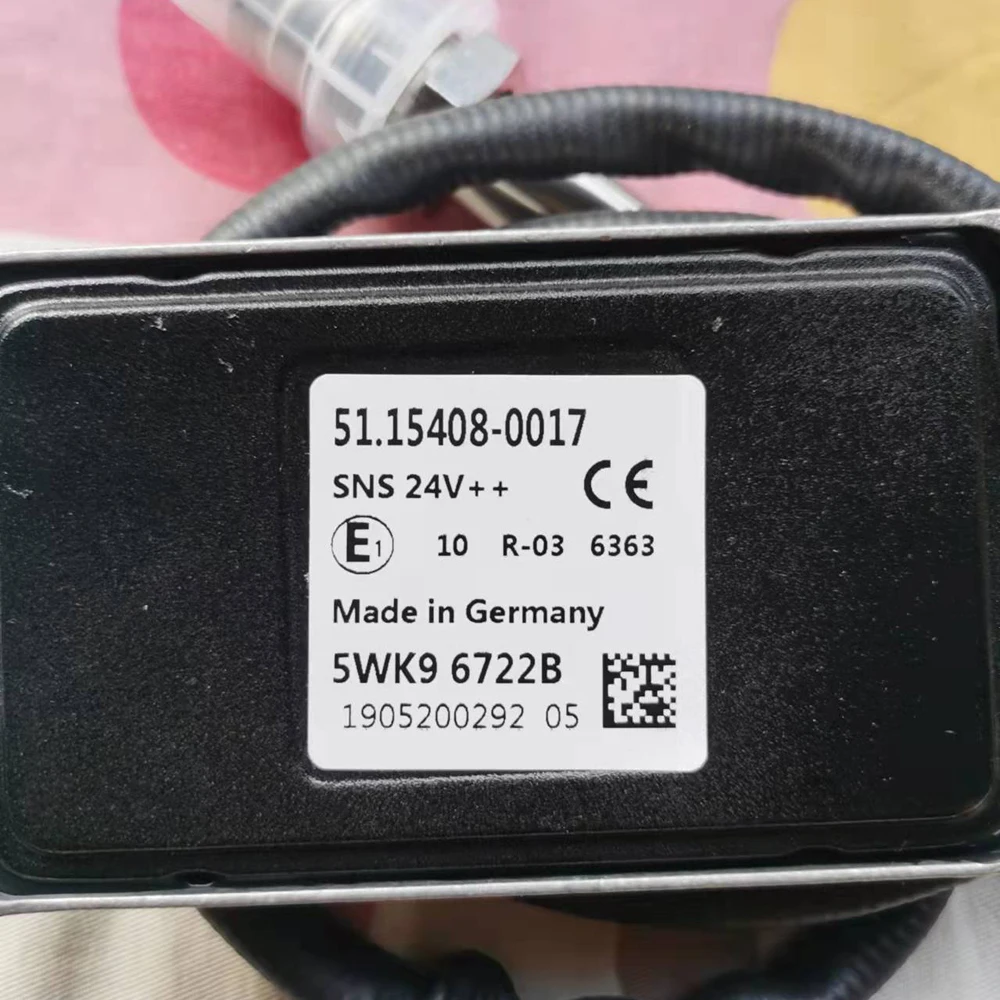 51.15408-0017
SNS 24V++ CE
E1 10 R-03 6363
Made in Germany
5WK9 6722B
1905200292 05